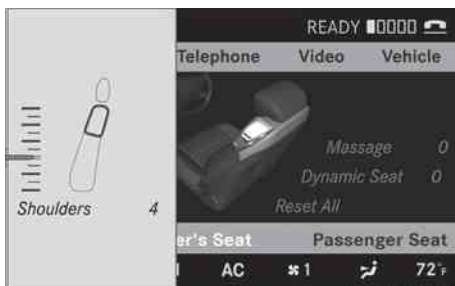 READY
Telephone Video Vehicle
Massage 0
Dynamic Seat 0
Shoulders 4
Reset All
er's Seat Passenger Seat
AC 1 72°F